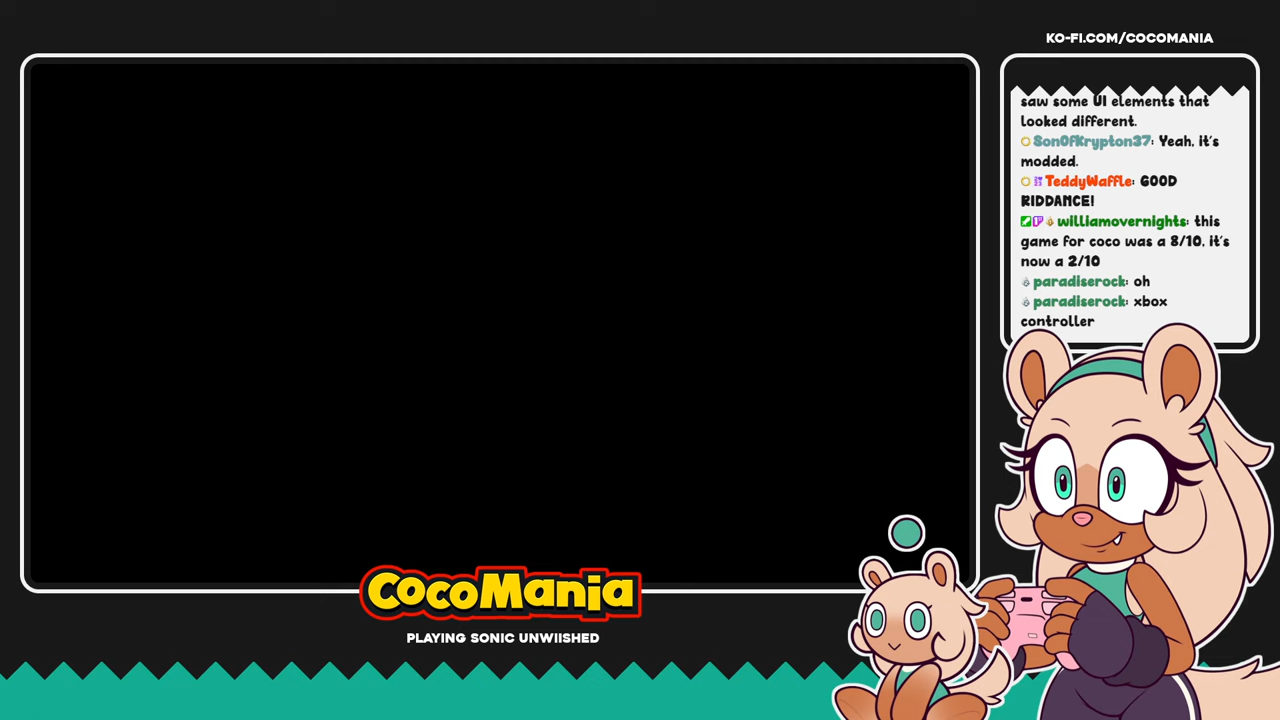 KO-FI.COM/COCOMANIA
saw some UI elements that
looked different.
SonOfKrypton37: Yeah, it's
modded.
TeddyWaffle: GOOD
RIDDANCE!
williamovernights: this
game for coco was a 8/10, it's
now a 2/10
paradiserock: oh
paradiserock: xbox
controller
CocoMania
PLAYING SONIC UNWIISHED